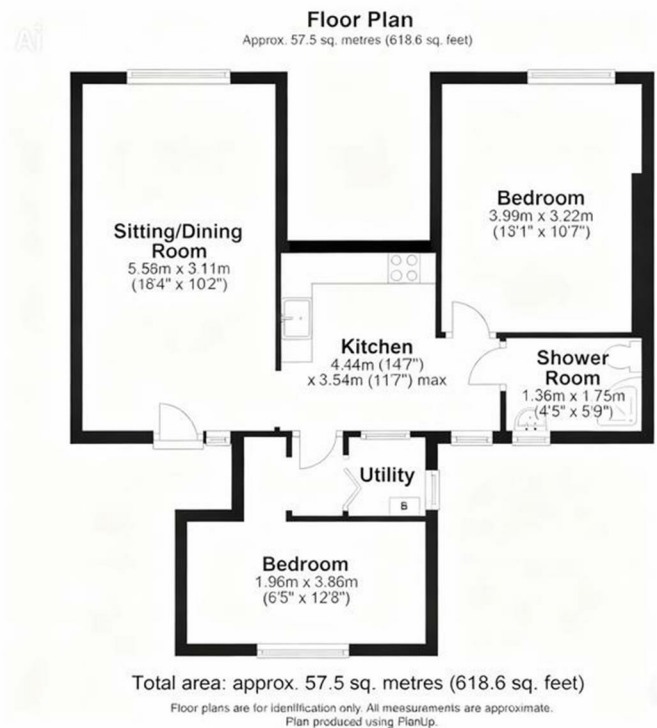 Ai
Floor Plan
Approx. 57.5 sq. metres (618.6 sq. feet)
Sitting/Dining
Room
5.56m x 3.11m
(18'4" x 10'2")
Bedroom
3.99m x 3.22m
(13'1" x 10'7")
Kitchen
4.44m (14'7")
x 3.54m (11'7") max
Shower
Room
1.36m x 1.75m
(4'5" x 5'9")
Utility
B
Bedroom
1.96m x 3.86m
(6'5" x 12'8")
Total area: approx. 57.5 sq. metres (618.6 sq. feet)
Floor plans are for identification only. All measurements are approximate.
Plan produced using PlanUp.